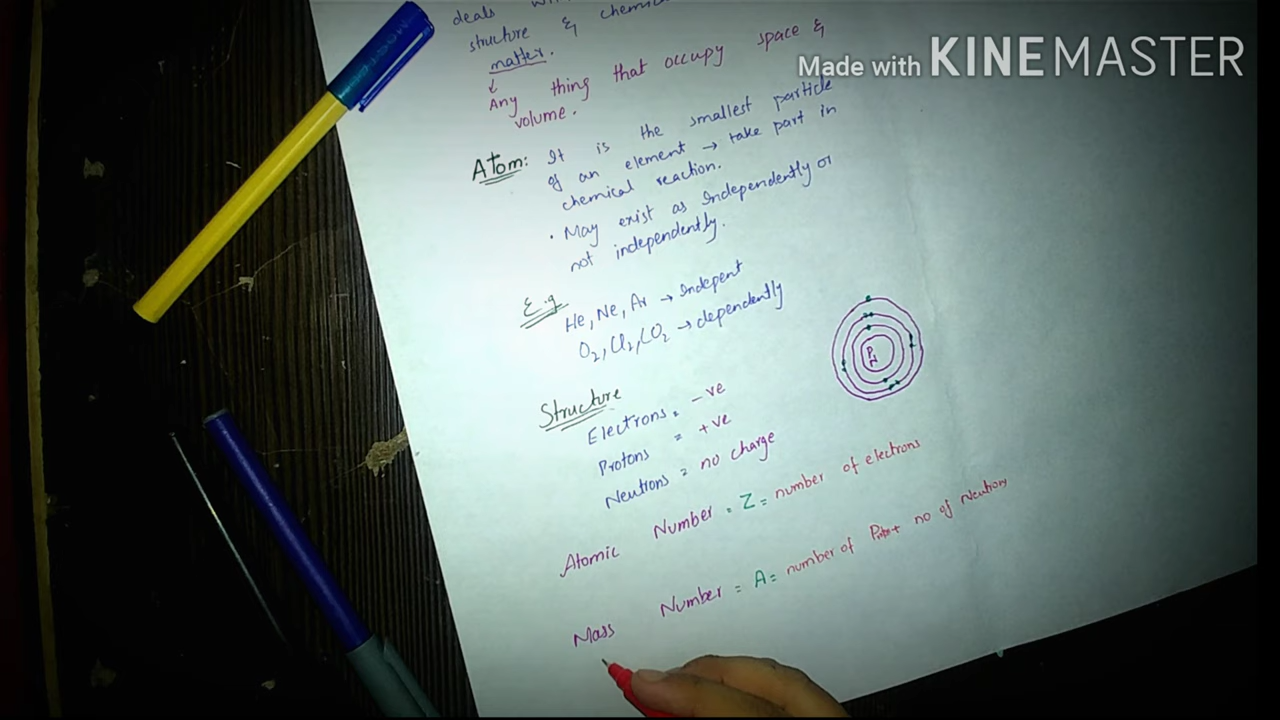 deals
structure & chemical
matter.
Any thing that occupy space &
volume.
Made with KINEMASTER
Atom: It is the smallest particle
of an element → take part in
chemical reaction.
• May exist as Independently or
not independently.
E.g
He, Ne, Ar → Indepent
O2, Cl2, CO2 → dependently
P
Structure
Electrons = -ve
Protons = +ve
Neutrons = no charge
Atomic Number = Z = number of electrons
Mass Number = A = number of + no of Neutrons